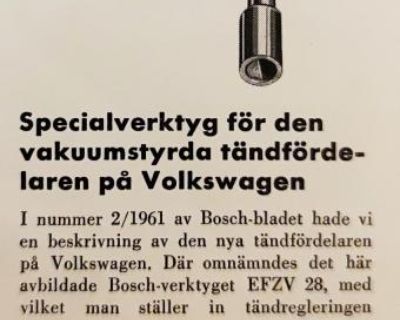 Specialverktyg för den
vakuumstyrda tändförde-
laren på Volkswagen
I nummer 2/1961 av Bosch-bladet hade vi
en beskrivning av den nya tändfördelaren
på Volkswagen. Där omnämndes det här
avbildade Bosch-verktyget EFZV 28, med
vilket man ställer in tändregleringen